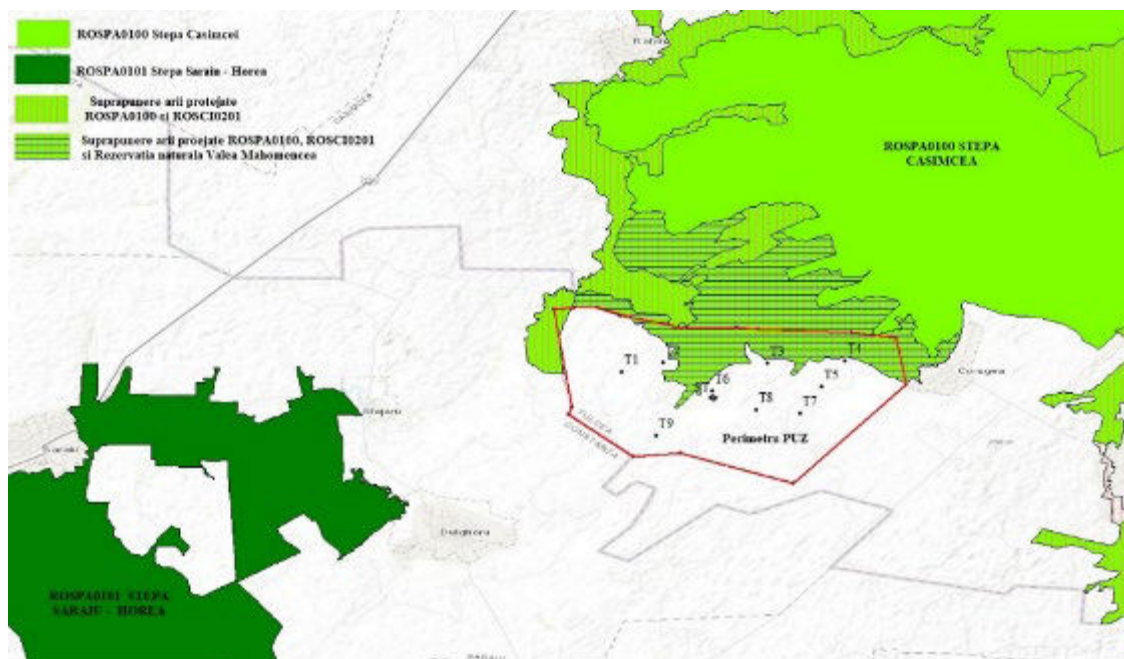 ROSPA0100 Stepa Casimcei
ROSPA0101 Stepa Saraiu - Horea
Suprapunere arii protejate
ROSPA0100 si ROSCI0201
Suprapunere arii proejate ROSPA0100, ROSCI0201
si Rezervatia naturala Valea Mahomencea
ROSPA0100 STEPA
CASIMCEA
T1
T3
T4
T5
T6
T8
T7
T9
TULCEA
CONSTANTA
Perimetru PUZ
ROSPA0101 STEPA
SARAIU - HOREA